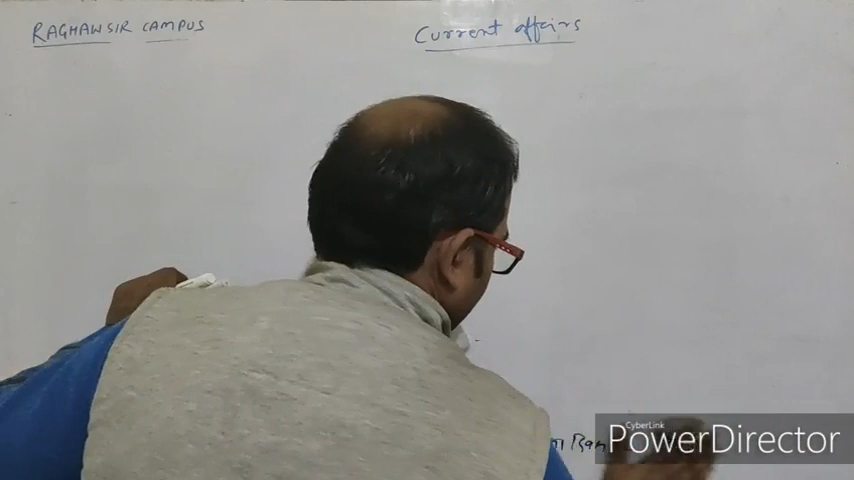 RAGHAWSIR CAMPUS
Current affairs
CyberLink
PowerDirector